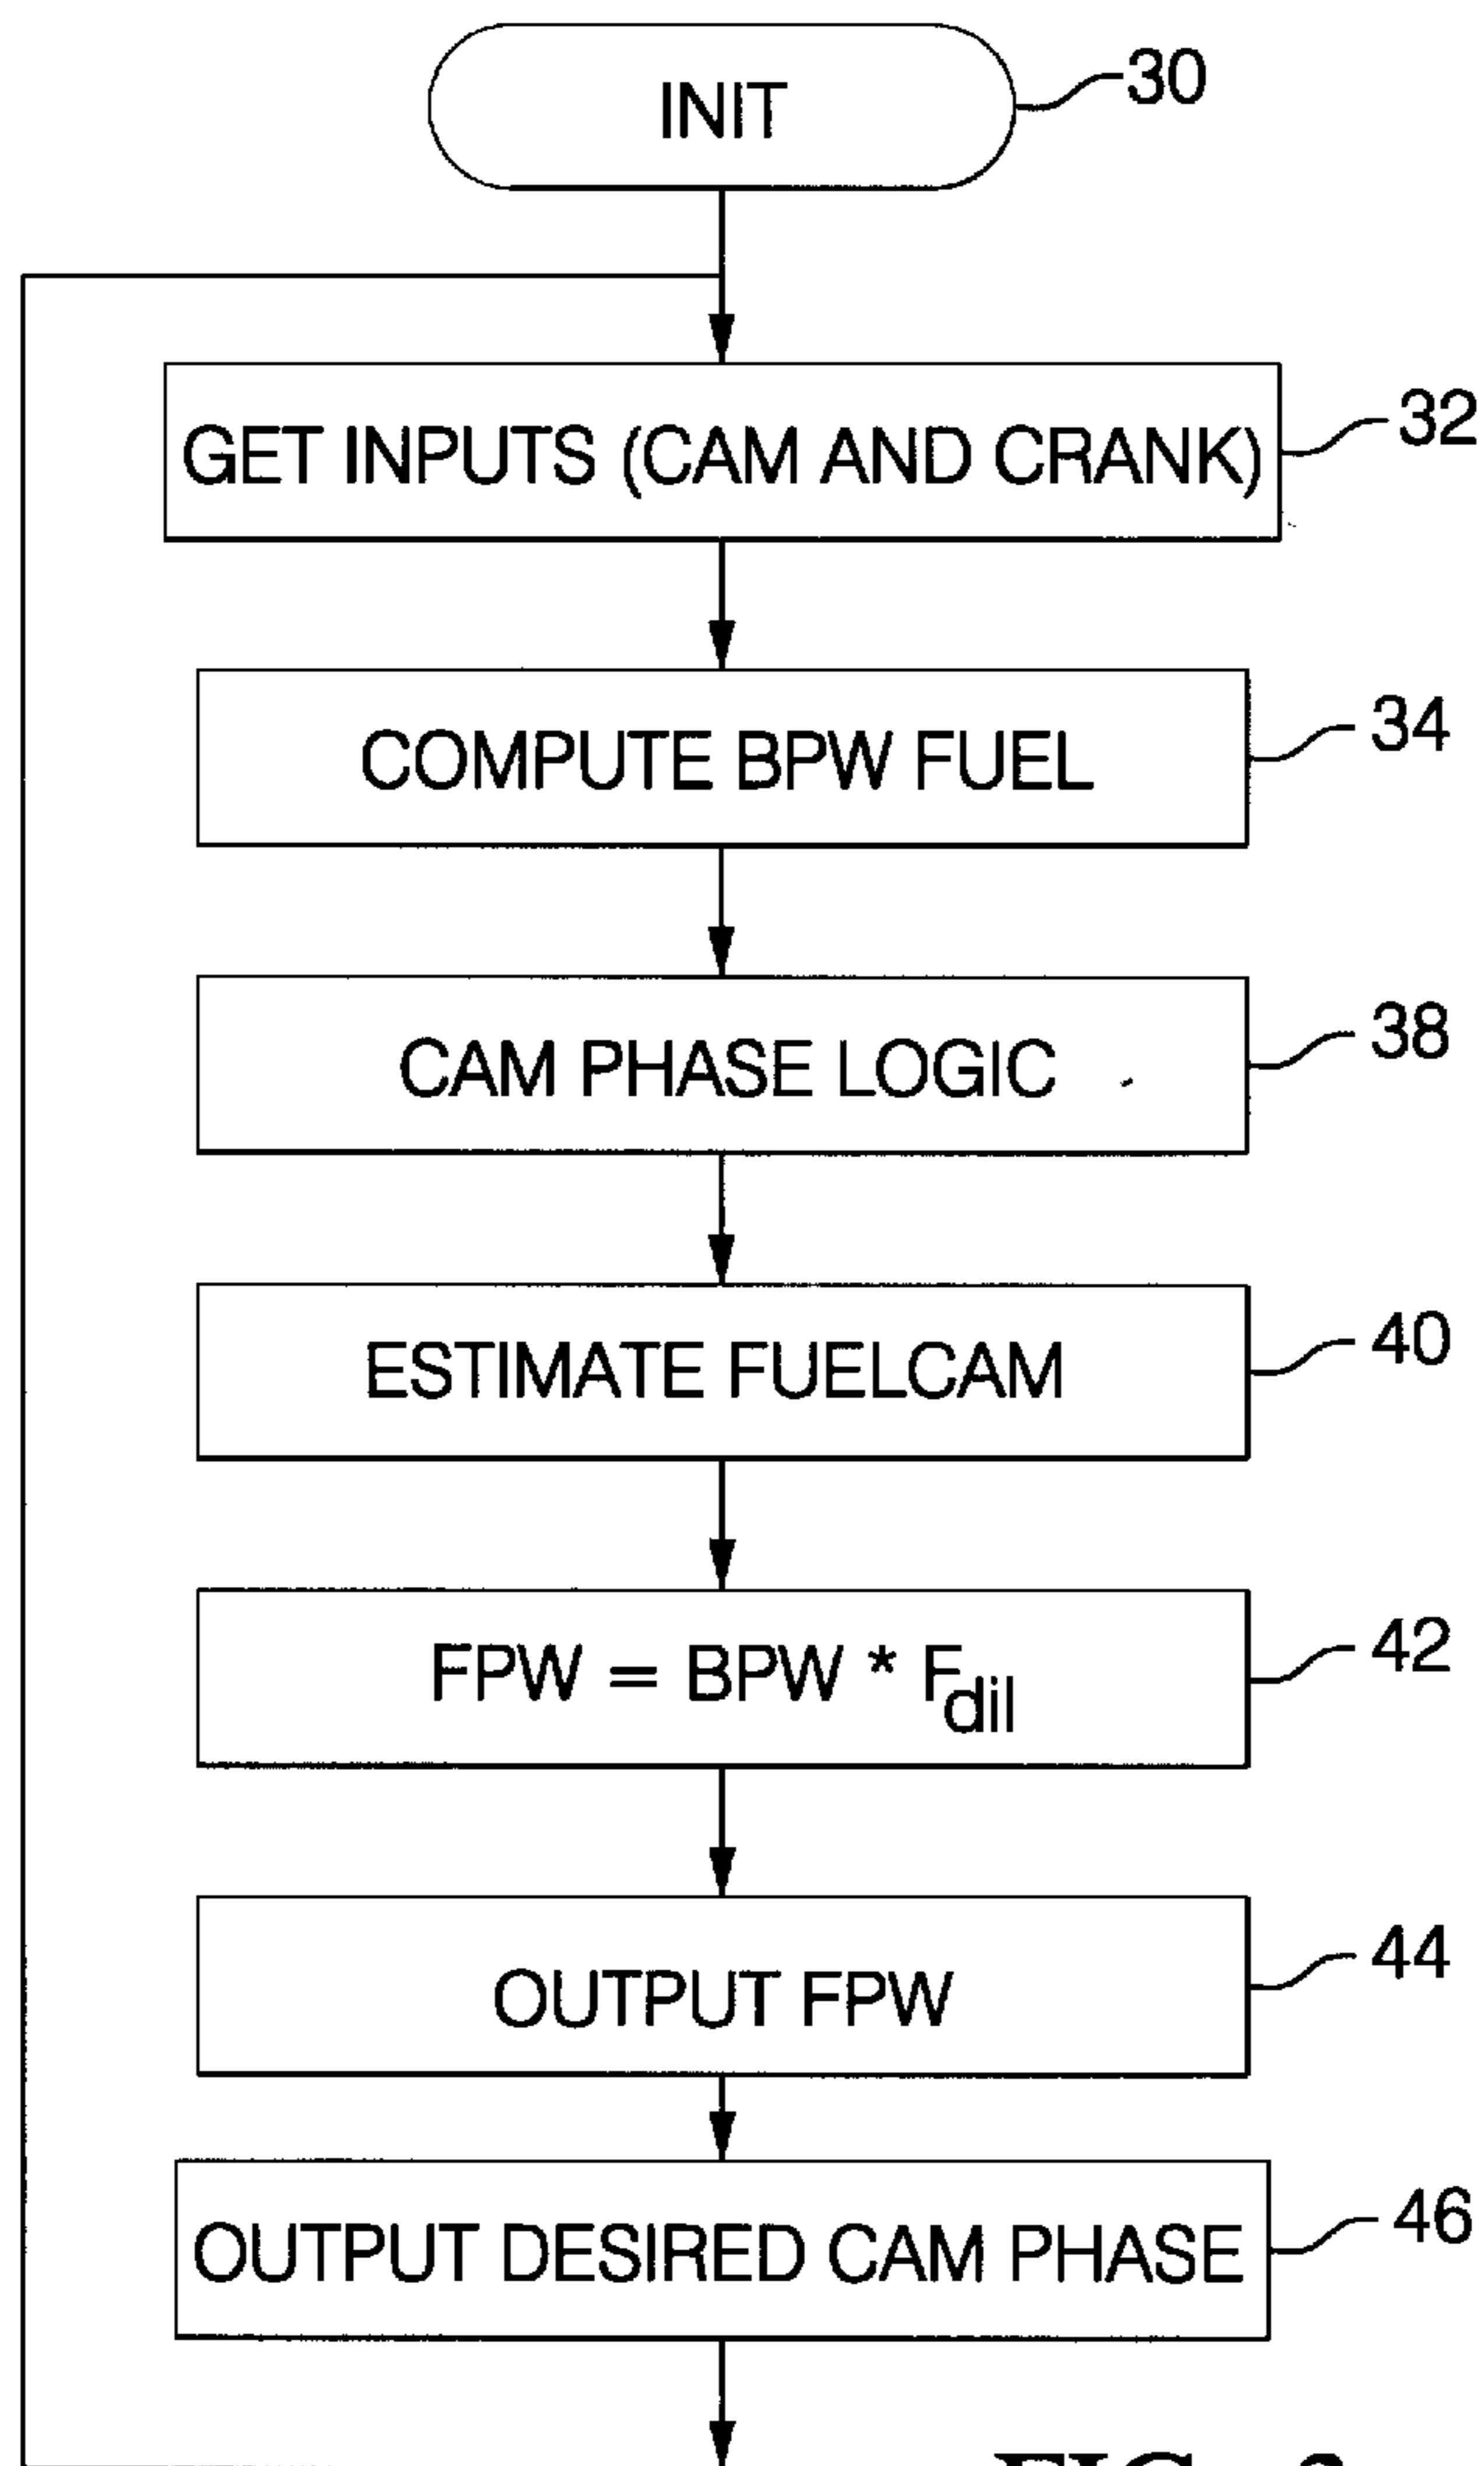 INIT
30
GET INPUTS (CAM AND CRANK)
32
COMPUTE BPW FUEL
34
CAM PHASE LOGIC
38
ESTIMATE FUELCAM
40
FPW = BPW * Fdil
42
OUTPUT FPW
44
OUTPUT DESIRED CAM PHASE
46